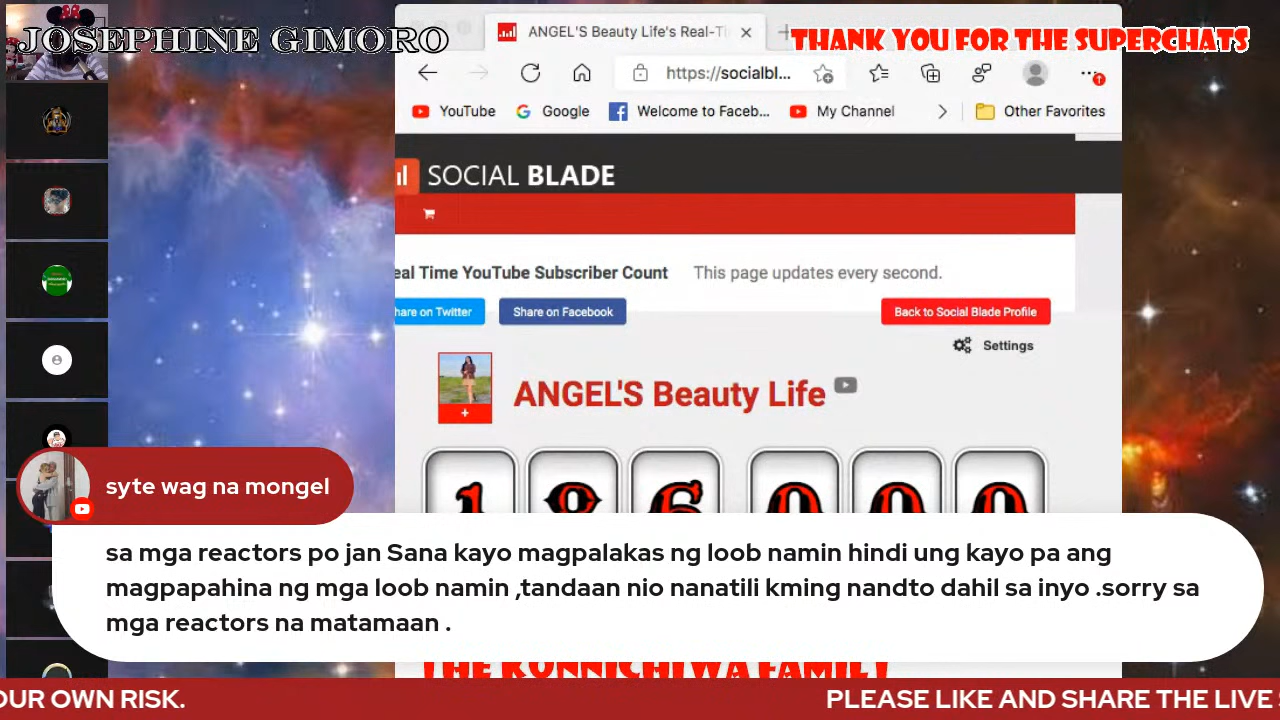 JOSEPHINE GIMORO
THANK YOU FOR THE SUPERCHATS
ANGEL'S Beauty Life's Real-Ti
https://socialbl...
YouTube
Google
Welcome to Faceb...
My Channel
Other Favorites
SOCIAL BLADE
eal Time YouTube Subscriber Count
This page updates every second.
hare on Twitter
Share on Facebook
Back to Social Blade Profile
Settings
ANGEL'S Beauty Life
186 000
syte wag na mongel
sa mga reactors po jan Sana kayo magpalakas ng loob namin hindi ung kayo pa ang
magpapahina ng mga loob namin ,tandaan nio nanatili kming nandto dahil sa inyo .sorry sa
mga reactors na matamaan .
THE KONNICHIWA FAMILY
OUR OWN RISK.
PLEASE LIKE AND SHARE THE LIVE